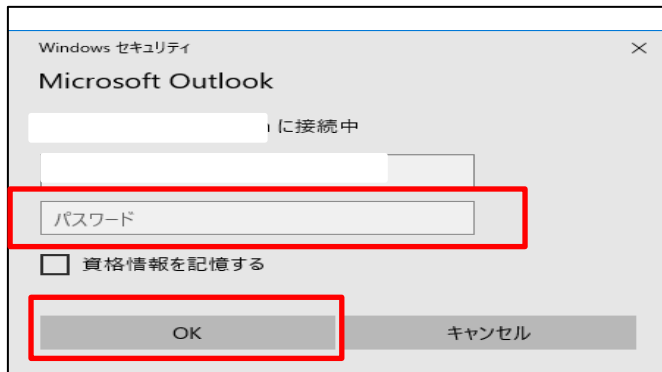 Windows セキュリティ
Microsoft Outlook
に接続中
パスワード
資格情報を記憶する
OK キャンセル